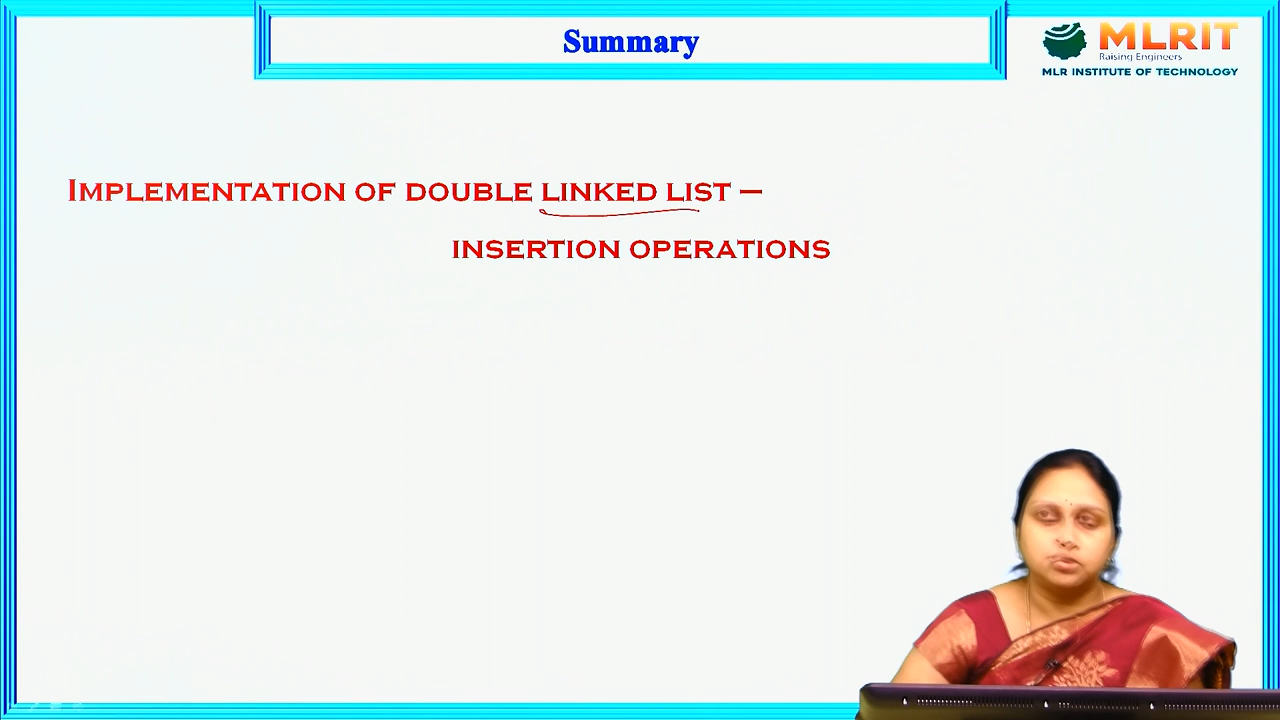 Summary
MLRIT
Raising Engineers
MLR INSTITUTE OF TECHNOLOGY
IMPLEMENTATION OF DOUBLE LINKED LIST –
INSERTION OPERATIONS